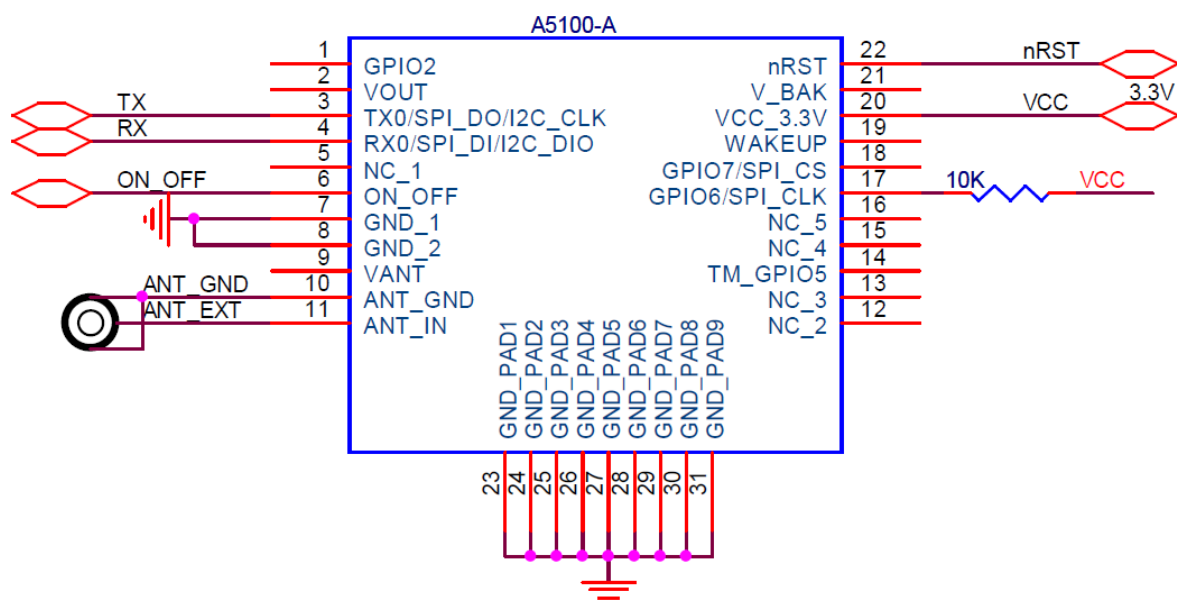 A5100-A
1 GPIO2
2 VOUT
TX 3 TX0/SPI_DO/I2C_CLK
RX 4 RX0/SPI_DI/I2C_DIO
5 NC_1
ON_OFF 6 ON_OFF
7 GND_1
8 GND_2
9 VANT
ANT_GND 10 ANT_GND
ANT_EXT 11 ANT_IN
nRST 22 nRST
V_BAK 21
VCC_3.3V 20 VCC 3.3V
WAKEUP 19
GPIO7/SPI_CS 18
GPIO6/SPI_CLK 17 10K VCC
NC_5 16
NC_4 15
TM_GPIO5 14
NC_3 13
NC_2 12
GND_PAD1 23
GND_PAD2 24
GND_PAD3 25
GND_PAD4 26
GND_PAD5 27
GND_PAD6 28
GND_PAD7 29
GND_PAD8 30
GND_PAD9 31